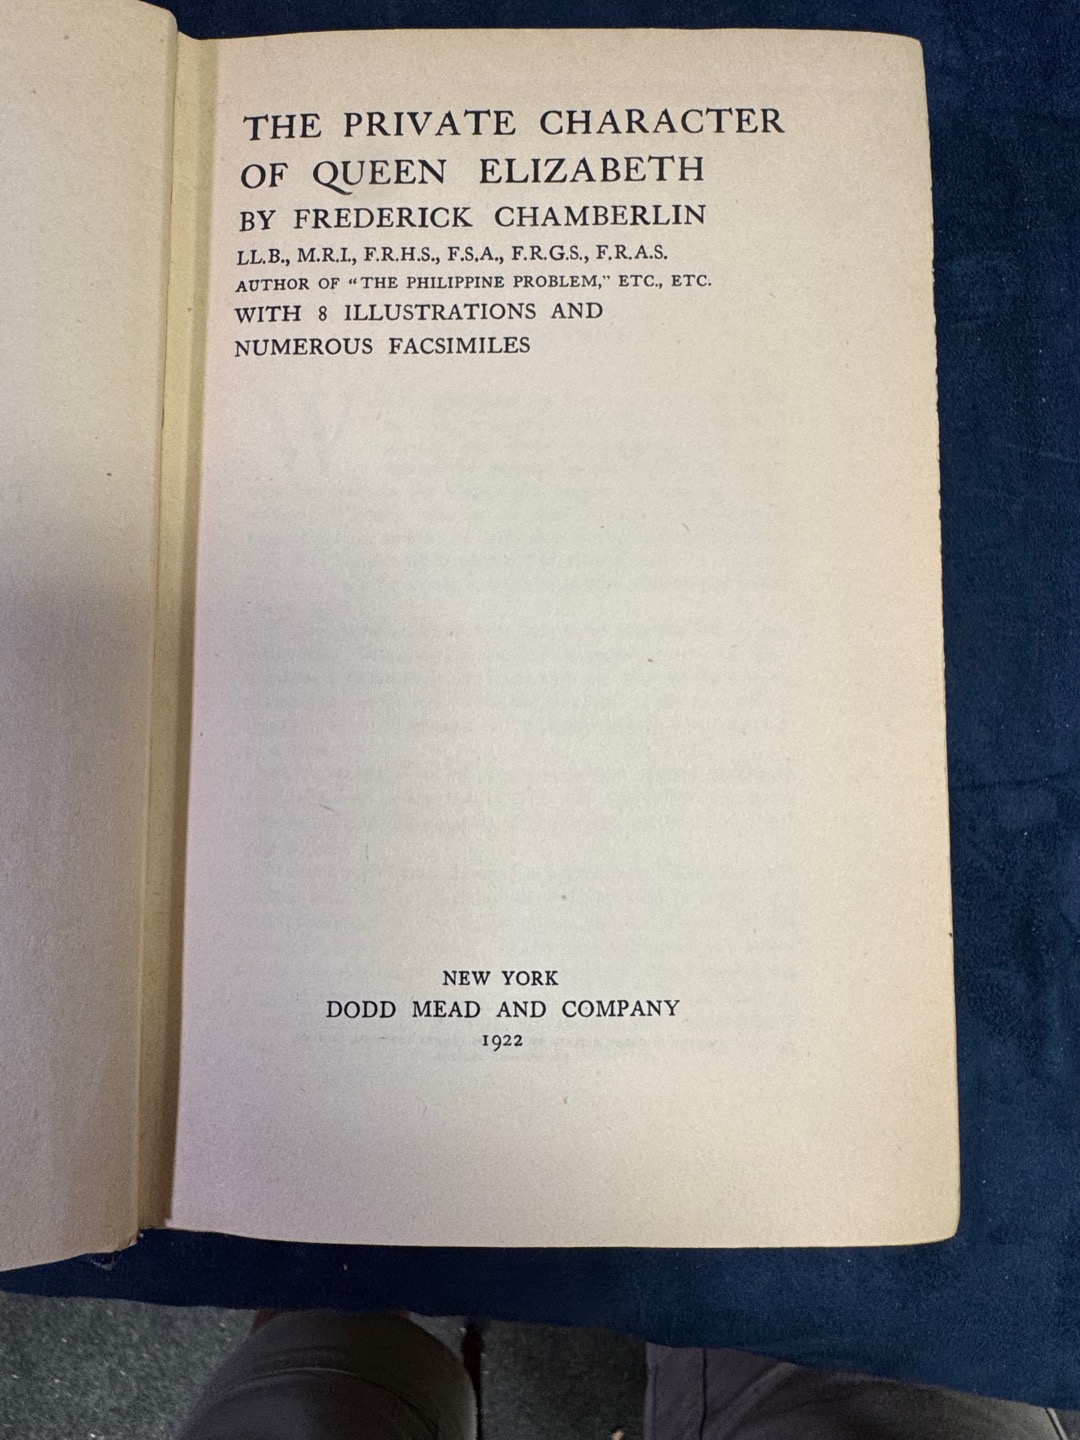 THE PRIVATE CHARACTER
OF QUEEN ELIZABETH
BY FREDERICK CHAMBERLIN
LL.B., M.R.I., F.R.H.S., F.S.A., F.R.G.S., F.R.A.S.
AUTHOR OF "THE PHILIPPINE PROBLEM," ETC., ETC.
WITH 8 ILLUSTRATIONS AND
NUMEROUS FACSIMILES
NEW YORK
DODD MEAD AND COMPANY
1922